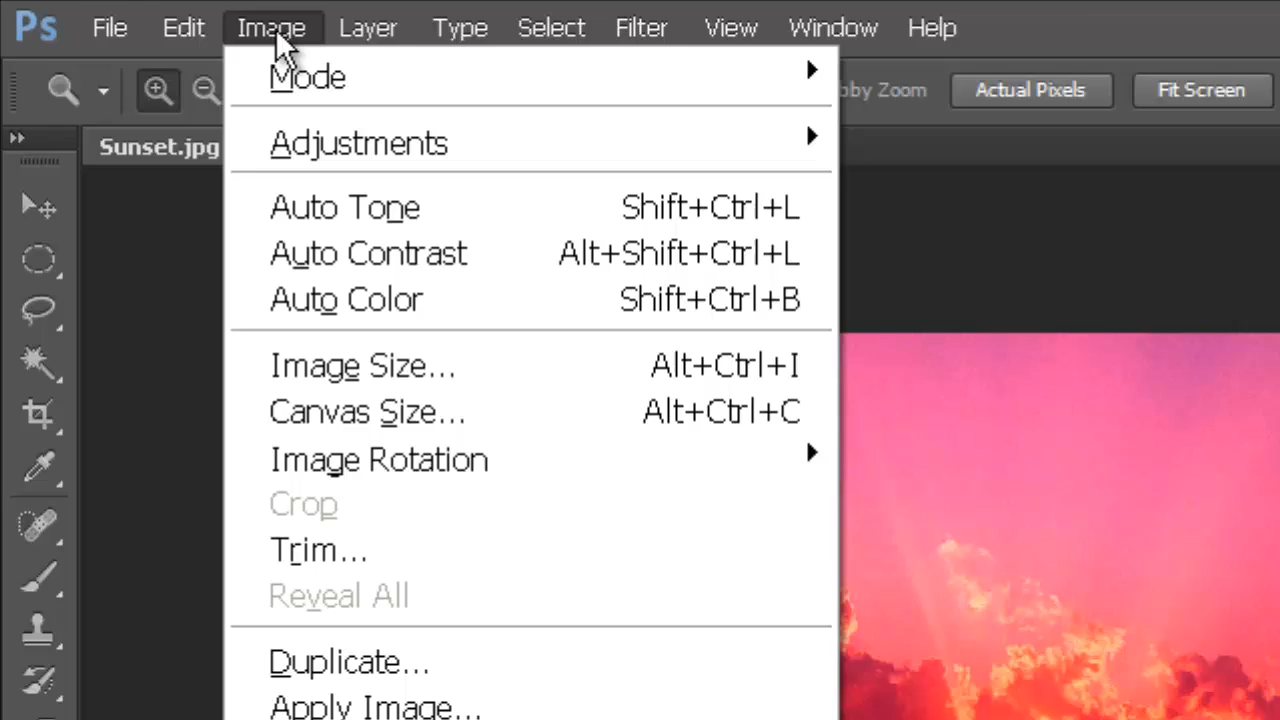 Ps File Edit Image Layer Type Select Filter View Window Help
Mode
by Zoom Actual Pixels Fit Screen
Adjustments
Sunset.jpg
Auto Tone Shift+Ctrl+L
Auto Contrast Alt+Shift+Ctrl+L
Auto Color Shift+Ctrl+B
Image Size... Alt+Ctrl+I
Canvas Size... Alt+Ctrl+C
Image Rotation
Crop
Trim...
Reveal All
Duplicate...
Apply Image...